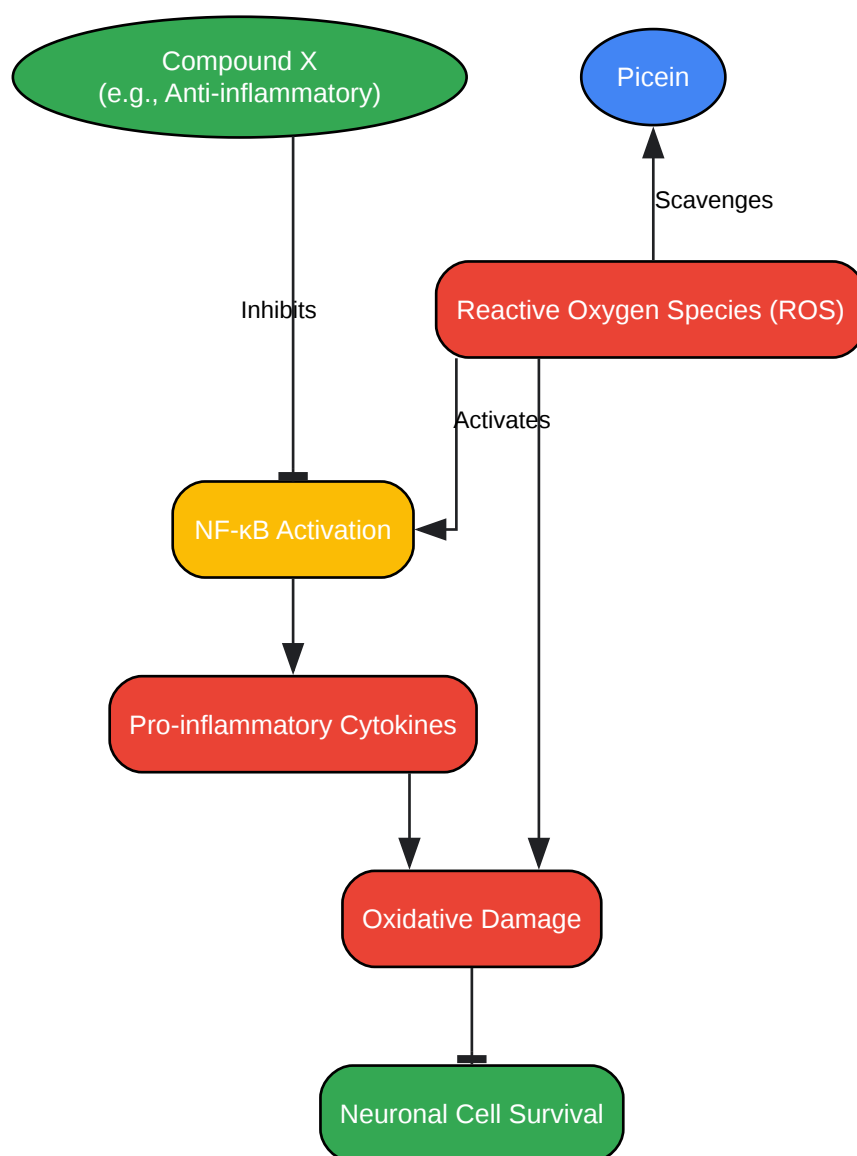 Compound X
(e.g., Anti-inflammatory)
Picein
Scavenges
Reactive Oxygen Species (ROS)
Inhibits
Activates
NF-κB Activation
Pro-inflammatory Cytokines
Oxidative Damage
Neuronal Cell Survival